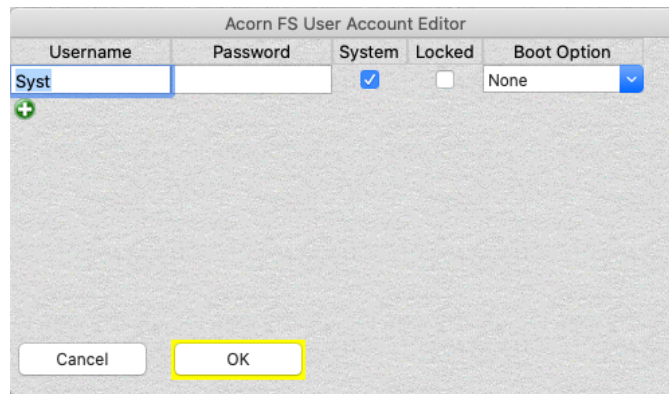 Acorn FS User Account Editor
Username Password System Locked Boot Option
Syst None
Cancel OK